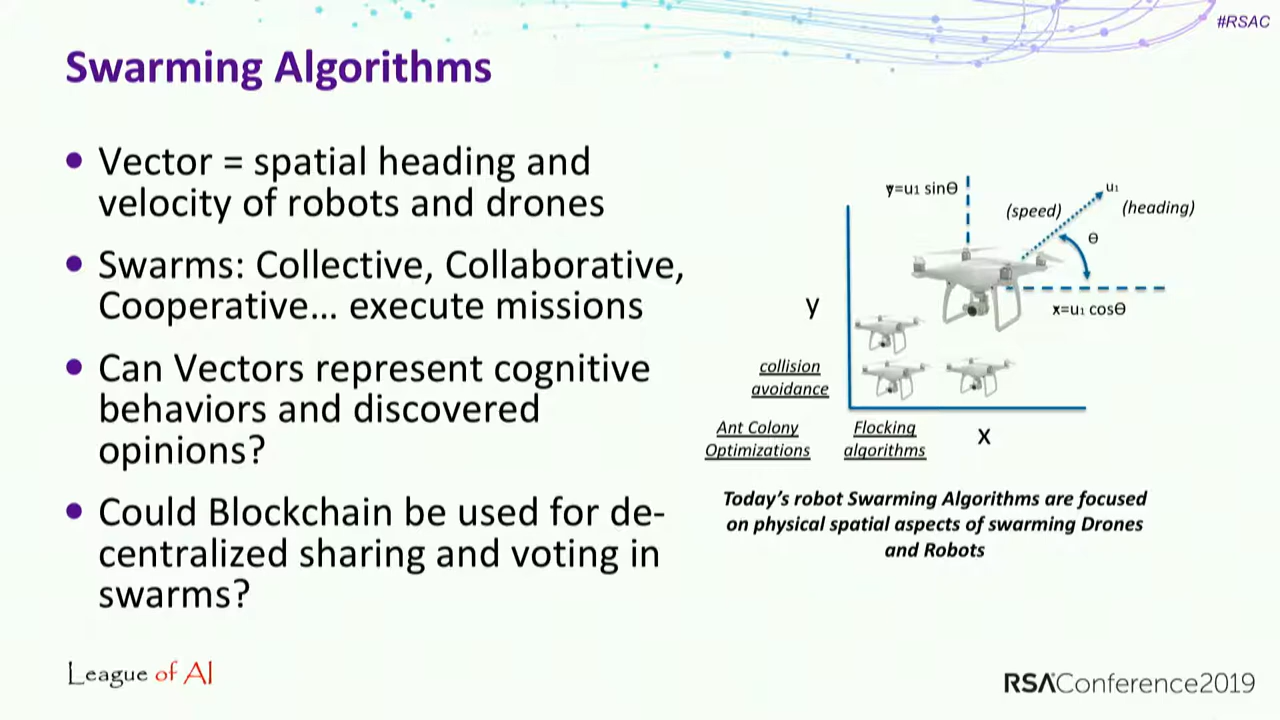 #RSAC
Swarming Algorithms
• Vector = spatial heading and
velocity of robots and drones
• Swarms: Collective, Collaborative,
Cooperative... execute missions
• Can Vectors represent cognitive
behaviors and discovered
opinions?
• Could Blockchain be used for de-
centralized sharing and voting in
swarms?
y=u₁ sinΘ
u₁
(speed)
(heading)
Θ
x=u₁ cosΘ
y
collision
avoidance
Ant Colony
Optimizations
Flocking
algorithms
x
Today's robot Swarming Algorithms are focused
on physical spatial aspects of swarming Drones
and Robots
League of AI
RSAConference2019